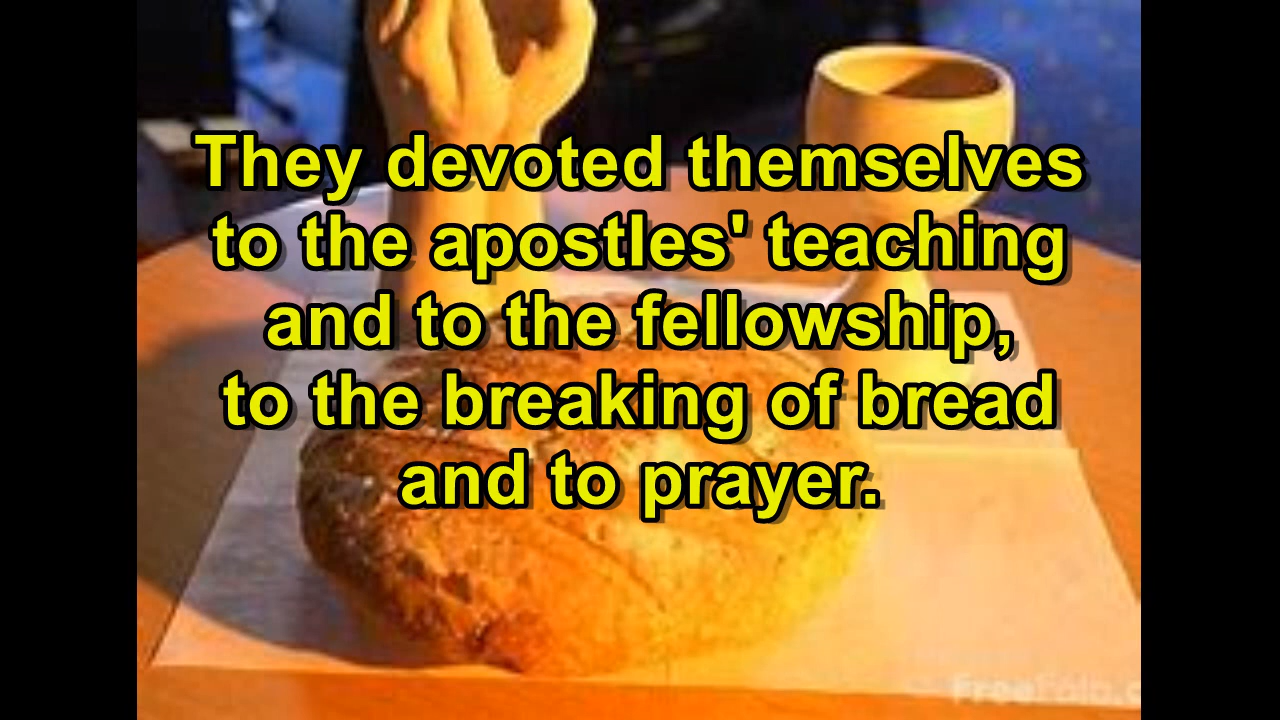 They devoted themselves
to the apostles' teaching
and to the fellowship,
to the breaking of bread
and to prayer.